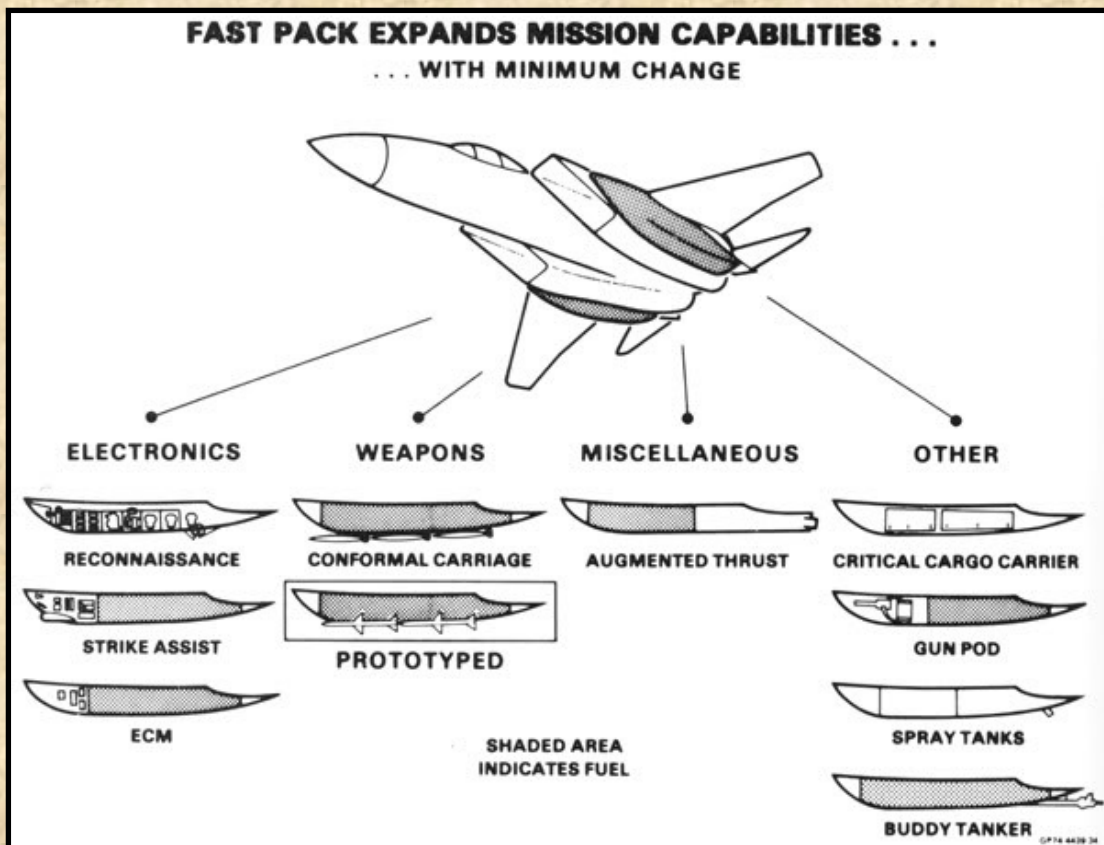 FAST PACK EXPANDS MISSION CAPABILITIES . . .
. . . WITH MINIMUM CHANGE
ELECTRONICS
WEAPONS
MISCELLANEOUS
OTHER
RECONNAISSANCE
CONFORMAL CARRIAGE
AUGMENTED THRUST
CRITICAL CARGO CARRIER
STRIKE ASSIST
PROTOTYPED
GUN POD
ECM
SHADED AREA
INDICATES FUEL
SPRAY TANKS
BUDDY TANKER